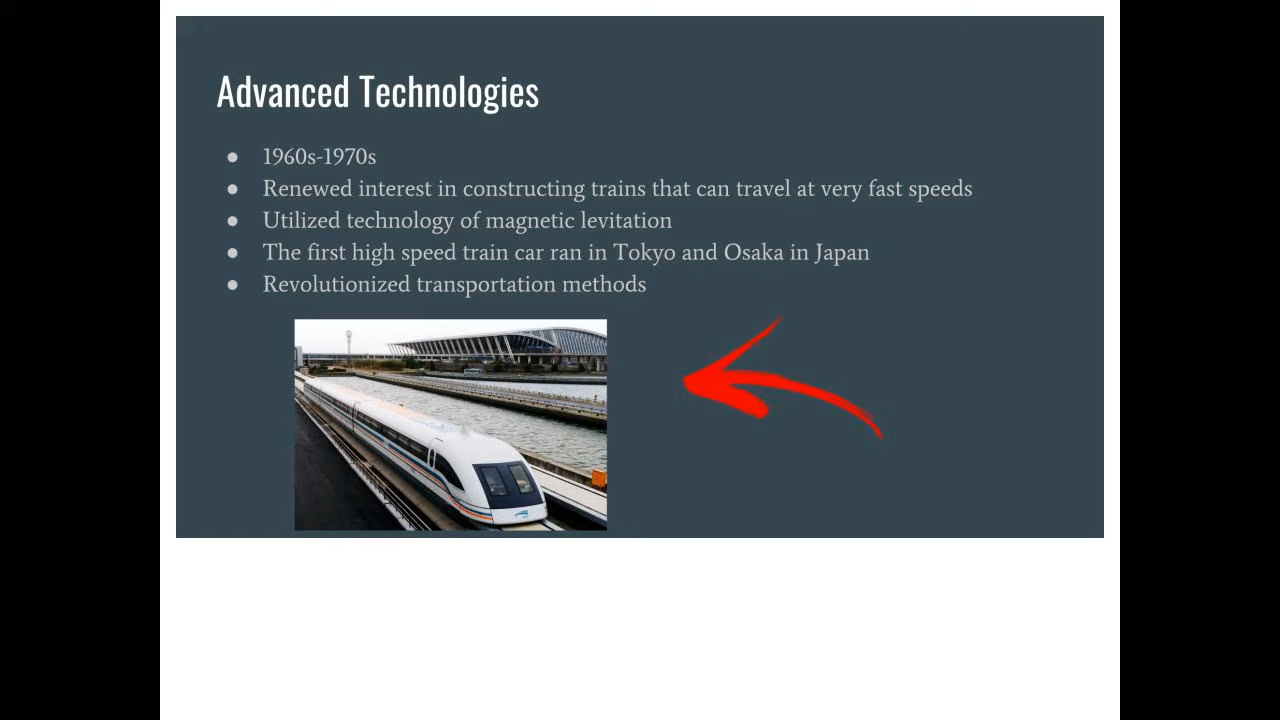 Advanced Technologies
● 1960s-1970s
● Renewed interest in constructing trains that can travel at very fast speeds
● Utilized technology of magnetic levitation
● The first high speed train car ran in Tokyo and Osaka in Japan
● Revolutionized transportation methods